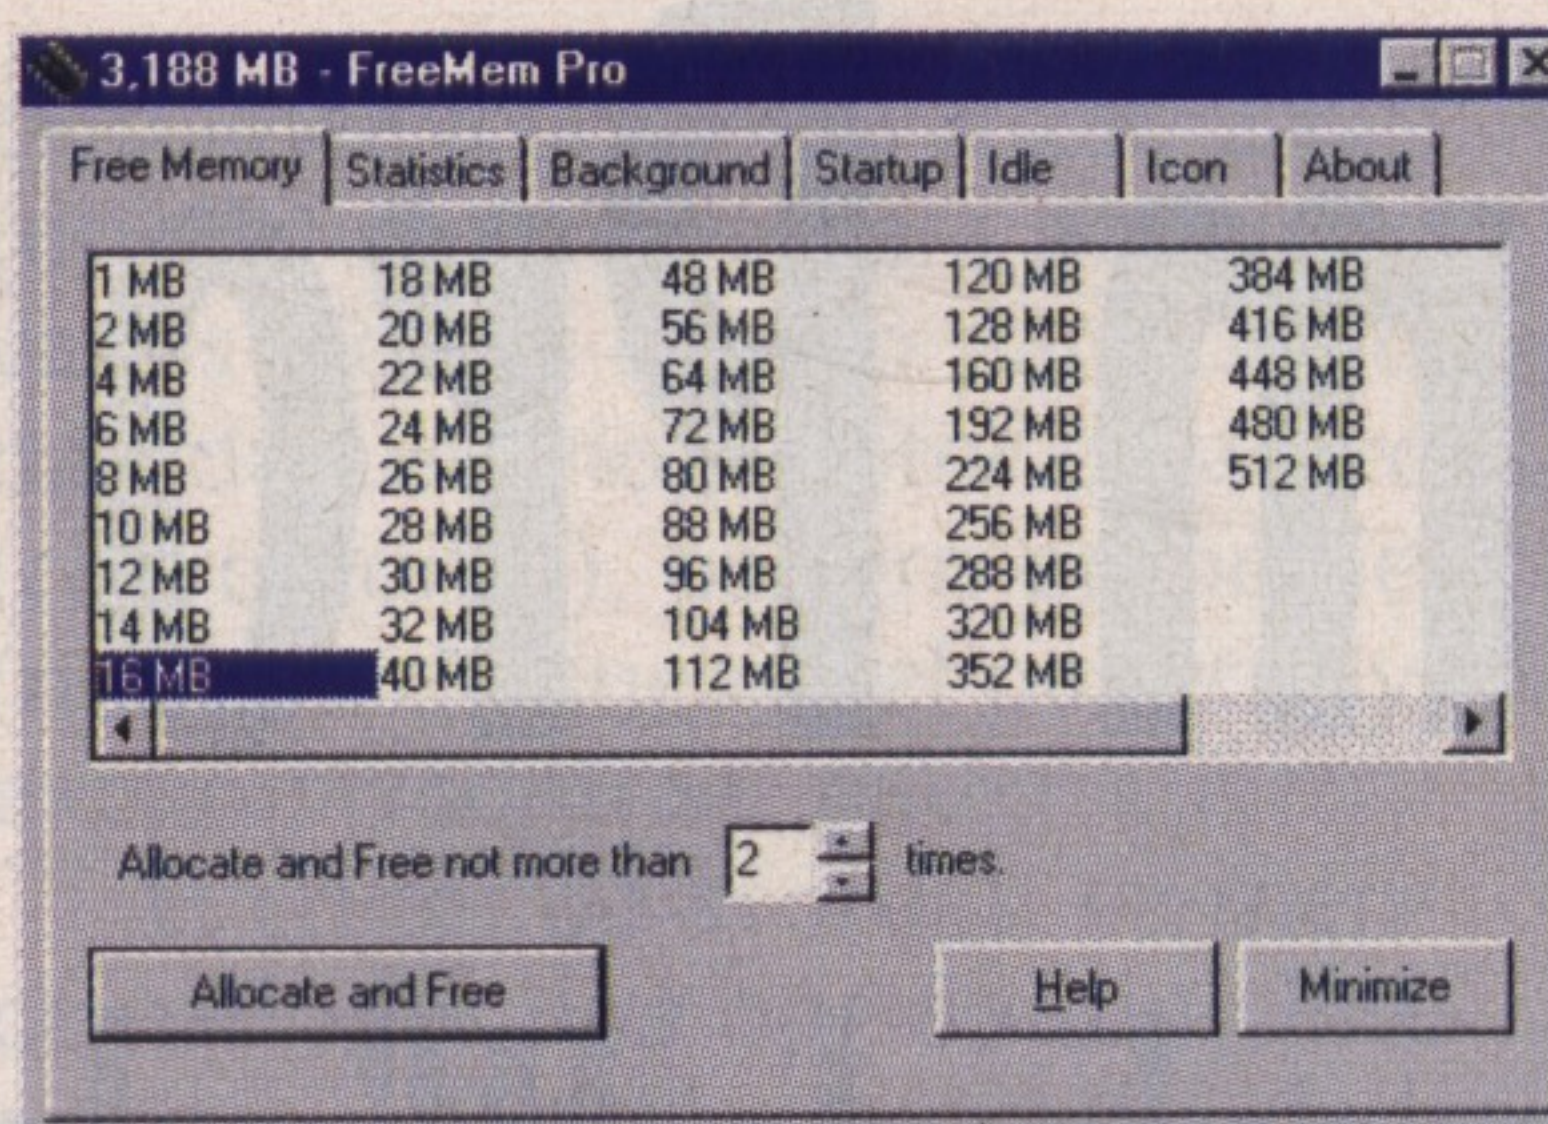 3,188 MB - FreeMem Pro
Free Memory Statistics Background Startup Idle Icon About
1 MB 18 MB 48 MB 120 MB 384 MB
2 MB 20 MB 56 MB 128 MB 416 MB
4 MB 22 MB 64 MB 160 MB 448 MB
6 MB 24 MB 72 MB 192 MB 480 MB
8 MB 26 MB 80 MB 224 MB 512 MB
10 MB 28 MB 88 MB 256 MB
12 MB 30 MB 96 MB 288 MB
14 MB 32 MB 104 MB 320 MB
16 MB 40 MB 112 MB 352 MB
Allocate and Free not more than 2 times.
Allocate and Free Help Minimize